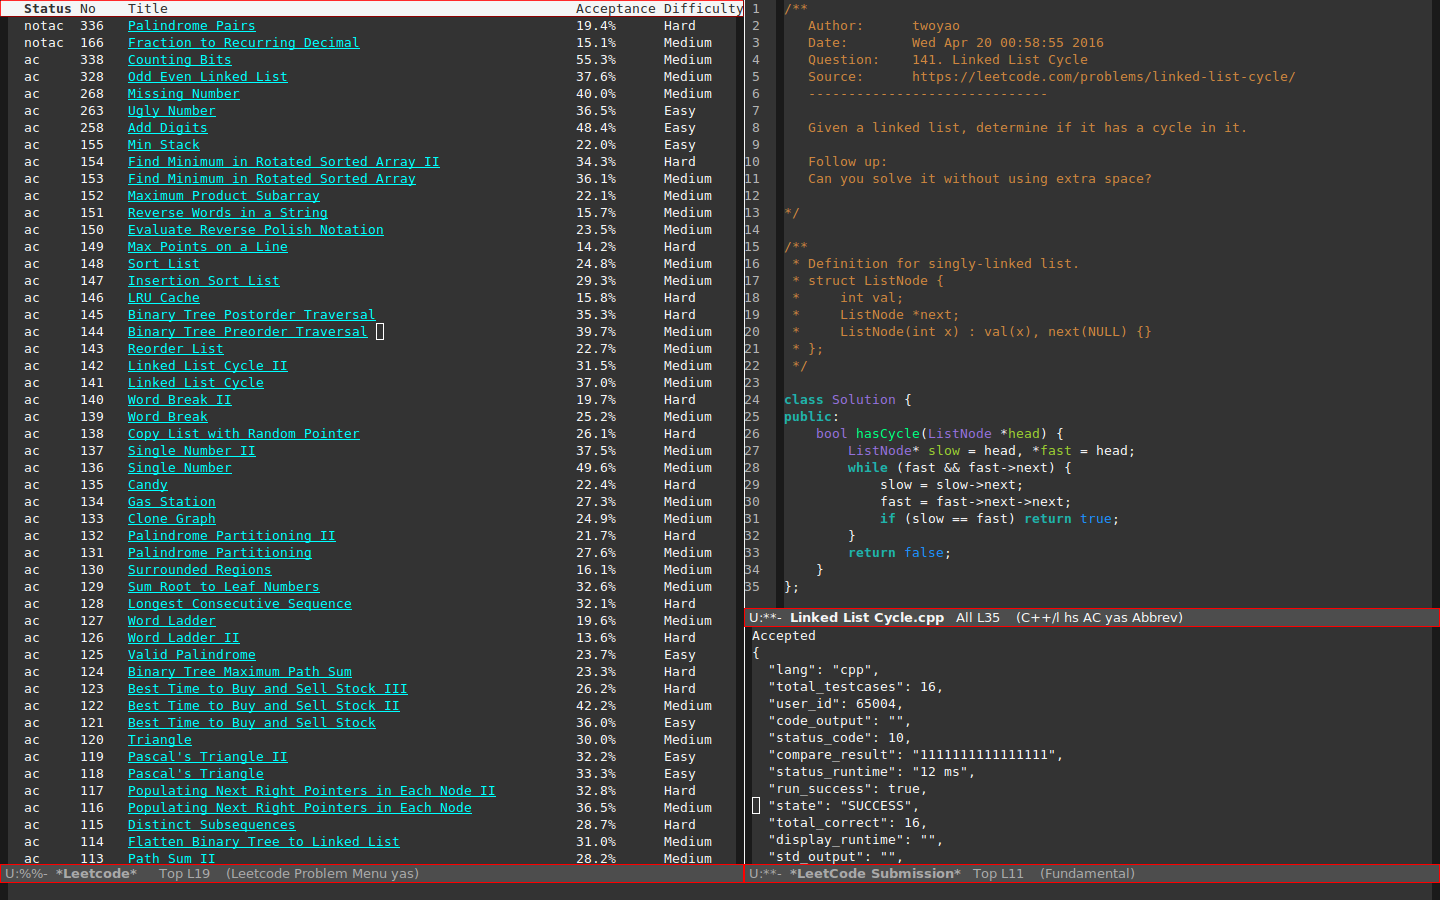 Status No Title Acceptance Difficulty
notac 336 Palindrome Pairs 19.4% Hard
notac 166 Fraction to Recurring Decimal 15.1% Medium
ac 338 Counting Bits 55.3% Medium
ac 328 Odd Even Linked List 37.6% Medium
ac 268 Missing Number 40.0% Medium
ac 263 Ugly Number 36.5% Easy
ac 258 Add Digits 48.4% Easy
ac 155 Min Stack 22.0% Easy
ac 154 Find Minimum in Rotated Sorted Array II 34.3% Hard
ac 153 Find Minimum in Rotated Sorted Array 36.1% Medium
ac 152 Maximum Product Subarray 22.1% Medium
ac 151 Reverse Words in a String 15.7% Medium
ac 150 Evaluate Reverse Polish Notation 23.5% Medium
ac 149 Max Points on a Line 14.2% Hard
ac 148 Sort List 24.8% Medium
ac 147 Insertion Sort List 29.3% Medium
ac 146 LRU Cache 15.8% Hard
ac 145 Binary Tree Postorder Traversal 35.3% Hard
ac 144 Binary Tree Preorder Traversal 39.7% Medium
ac 143 Reorder List 22.7% Medium
ac 142 Linked List Cycle II 31.5% Medium
ac 141 Linked List Cycle 37.0% Medium
ac 140 Word Break II 19.7% Hard
ac 139 Word Break 25.2% Medium
ac 138 Copy List with Random Pointer 26.1% Hard
ac 137 Single Number II 37.5% Medium
ac 136 Single Number 49.6% Medium
ac 135 Candy 22.4% Hard
ac 134 Gas Station 27.3% Medium
ac 133 Clone Graph 24.9% Medium
ac 132 Palindrome Partitioning II 21.7% Hard
ac 131 Palindrome Partitioning 27.6% Medium
ac 130 Surrounded Regions 16.1% Medium
ac 129 Sum Root to Leaf Numbers 32.6% Medium
ac 128 Longest Consecutive Sequence 32.1% Hard
ac 127 Word Ladder 19.6% Medium
ac 126 Word Ladder II 13.6% Hard
ac 125 Valid Palindrome 23.7% Easy
ac 124 Binary Tree Maximum Path Sum 23.3% Hard
ac 123 Best Time to Buy and Sell Stock III 26.2% Hard
ac 122 Best Time to Buy and Sell Stock II 42.2% Medium
ac 121 Best Time to Buy and Sell Stock 36.0% Easy
ac 120 Triangle 30.0% Medium
ac 119 Pascal's Triangle II 32.2% Easy
ac 118 Pascal's Triangle 33.3% Easy
ac 117 Populating Next Right Pointers in Each Node II 32.8% Hard
ac 116 Populating Next Right Pointers in Each Node 36.5% Medium
ac 115 Distinct Subsequences 28.7% Hard
ac 114 Flatten Binary Tree to Linked List 31.0% Medium
ac 113 Path Sum II 28.2% Medium
U:%%- *Leetcode* Top L19 (Leetcode Problem Menu yas)
1 /**
2 Author: twoyao
3 Date: Wed Apr 20 00:58:55 2016
4 Question: 141. Linked List Cycle
5 Source: https://leetcode.com/problems/linked-list-cycle/
6 ------------------------------
7
8 Given a linked list, determine if it has a cycle in it.
9
10 Follow up:
11 Can you solve it without using extra space?
12
13 */
14
15 /**
16 * Definition for singly-linked list.
17 * struct ListNode {
18 * int val;
19 * ListNode *next;
20 * ListNode(int x) : val(x), next(NULL) {}
21 * };
22 */
23
24 class Solution {
25 public:
26 bool hasCycle(ListNode *head) {
27 ListNode* slow = head, *fast = head;
28 while (fast && fast->next) {
29 slow = slow->next;
30 fast = fast->next->next;
31 if (slow == fast) return true;
32 }
33 return false;
34 }
35 };
U:**- Linked List Cycle.cpp All L35 (C++/l hs AC yas Abbrev)
Accepted
{
"lang": "cpp",
"total_testcases": 16,
"user_id": 65004,
"code_output": "",
"status_code": 10,
"compare_result": "1111111111111111",
"status_runtime": "12 ms",
"run_success": true,
"state": "SUCCESS",
"total_correct": 16,
"display_runtime": "",
"std_output": "",
U:**- *LeetCode Submission* Top L11 (Fundamental)